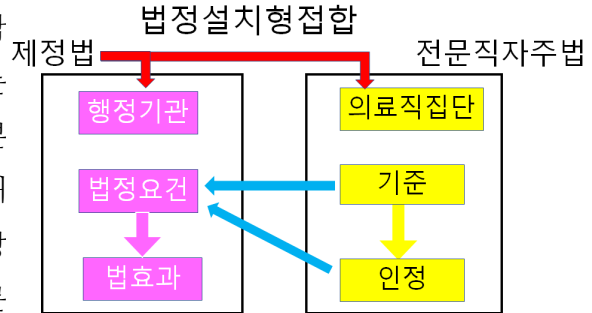 법정설치형접합
제정법 전문직자주법
행정기관 의료직집단
법정요건 기준
법효과 인정